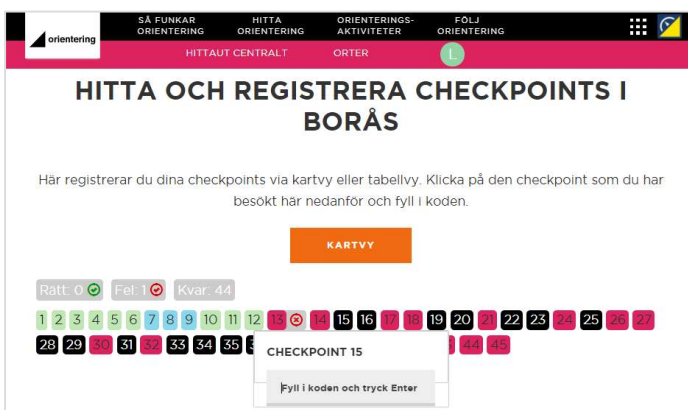 SÅ FUNKAR ORIENTERING
HITTA ORIENTERING
ORIENTERINGS-AKTIVITETER
FÖLJ ORIENTERING
orientering
HITTAUT CENTRALT ORTER L
HITTA OCH REGISTRERA CHECKPOINTS I
BORÅS
Här registrerar du dina checkpoints via kartvy eller tabellvy. Klicka på den checkpoint som du har
besökt här nedanför och fyll i koden.
KARTVY
Rätt: 0 Fel: 1 Kvar: 44
1 2 3 4 5 6 7 8 9 10 11 12 13 14 15 16 17 18 19 20 21 22 23 24 25 26 27
28 29 30 31 32 33 34 35 44 45
CHECKPOINT 15
Fyll i koden och tryck Enter